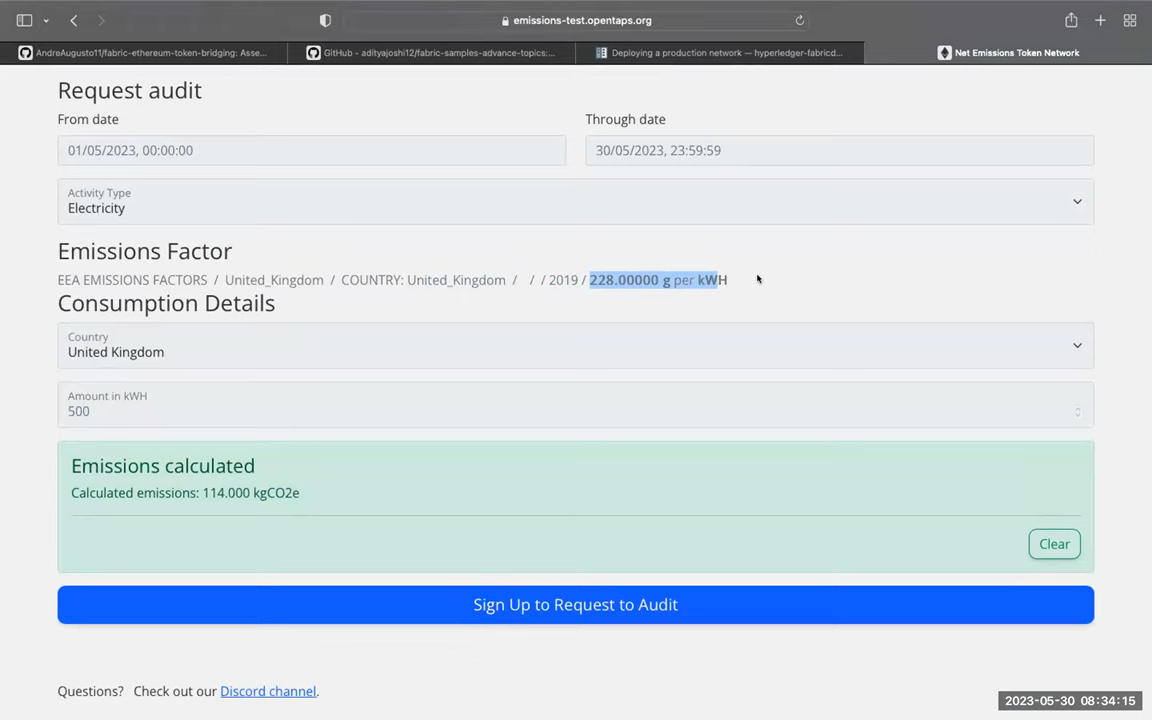 emissions-test.opentaps.org
AndreAugusto11/fabric-ethereum-token-bridging: Asse...
GitHub - adityajoshi12/fabric-samples-advance-topics:...
Deploying a production network — hyperledger-fabricd...
Net Emissions Token Network
Request audit
From date
Through date
01/05/2023, 00:00:00
30/05/2023, 23:59:59
Activity Type
Electricity
Emissions Factor
EEA EMISSIONS FACTORS / United_Kingdom / COUNTRY: United_Kingdom / / / 2019 / 228.00000 g per kWH
Consumption Details
Country
United Kingdom
Amount in kWH
500
Emissions calculated
Calculated emissions: 114.000 kgCO2e
Clear
Sign Up to Request to Audit
Questions? Check out our Discord channel.
2023-05-30 08:34:15